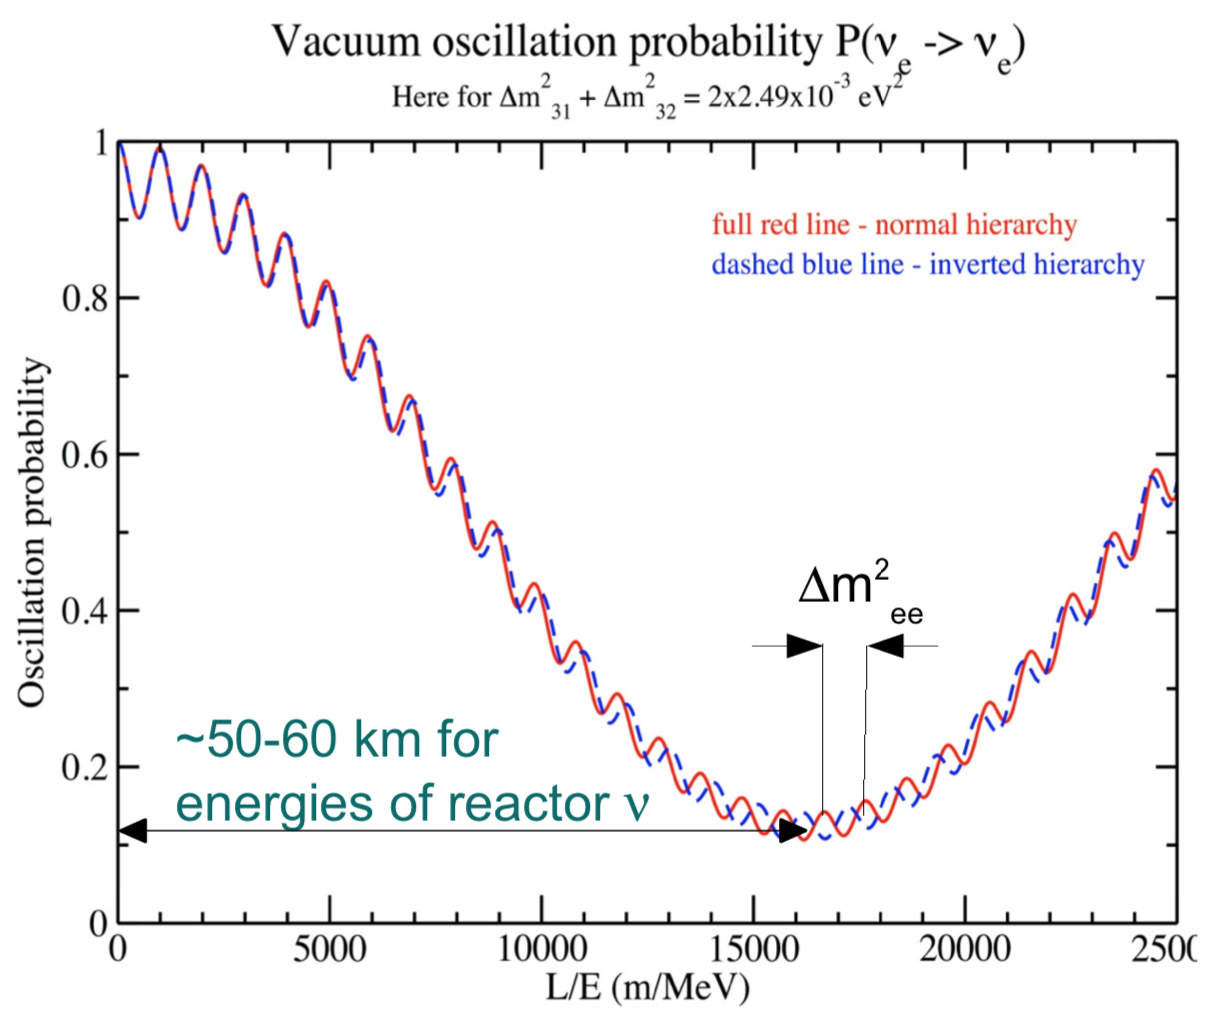 Vacuum oscillation probability P(νe -> νe)
Here for Δm²31 + Δm²32 = 2x2.49x10⁻³ eV²
full red line - normal hierarchy
dashed blue line - inverted hierarchy
Oscillation probability
1
0.8
0.6
0.4
0.2
0
Δm²ee
~50-60 km for
energies of reactor ν
0 5000 10000 15000 20000 2500
L/E (m/MeV)